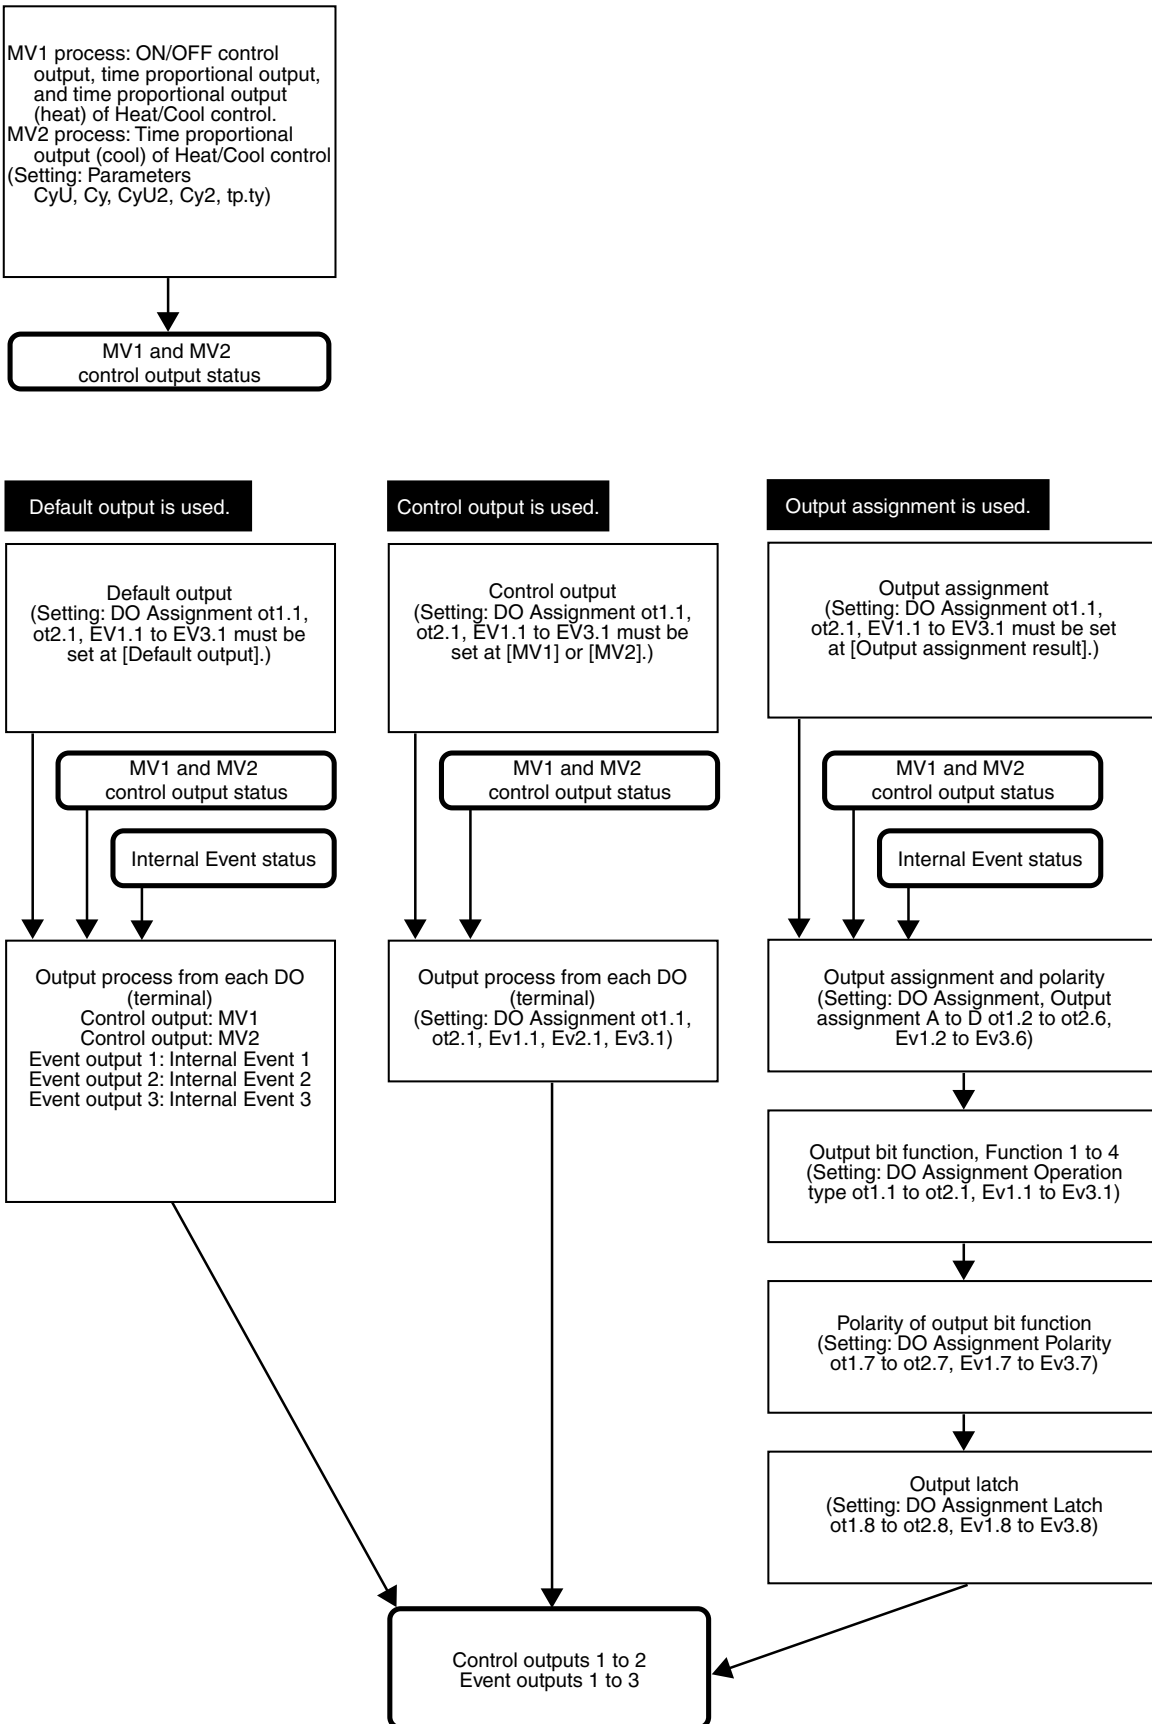 MV1 process: ON/OFF control
output, time proportional output,
and time proportional output
(heat) of Heat/Cool control.
MV2 process: Time proportional
output (cool) of Heat/Cool control
(Setting: Parameters
CyU, Cy, CyU2, Cy2, tp.ty)
MV1 and MV2
control output status
Default output is used.
Default output
(Setting: DO Assignment ot1.1,
ot2.1, EV1.1 to EV3.1 must be
set at [Default output].)
MV1 and MV2
control output status
Internal Event status
Output process from each DO
(terminal)
Control output: MV1
Control output: MV2
Event output 1: Internal Event 1
Event output 2: Internal Event 2
Event output 3: Internal Event 3
Control output is used.
Control output
(Setting: DO Assignment ot1.1,
ot2.1, EV1.1 to EV3.1 must be
set at [MV1] or [MV2].)
MV1 and MV2
control output status
Output process from each DO
(terminal)
(Setting: DO Assignment ot1.1,
ot2.1, Ev1.1, Ev2.1, Ev3.1)
Output assignment is used.
Output assignment
(Setting: DO Assignment ot1.1,
ot2.1, EV1.1 to EV3.1 must be set
at [Output assignment result].)
MV1 and MV2
control output status
Internal Event status
Output assignment and polarity
(Setting: DO Assignment, Output
assignment A to D ot1.2 to ot2.6,
Ev1.2 to Ev3.6)
Output bit function, Function 1 to 4
(Setting: DO Assignment Operation
type ot1.1 to ot2.1, Ev1.1 to Ev3.1)
Polarity of output bit function
(Setting: DO Assignment Polarity
ot1.7 to ot2.7, Ev1.7 to Ev3.7)
Output latch
(Setting: DO Assignment Latch
ot1.8 to ot2.8, Ev1.8 to Ev3.8)
Control outputs 1 to 2
Event outputs 1 to 3